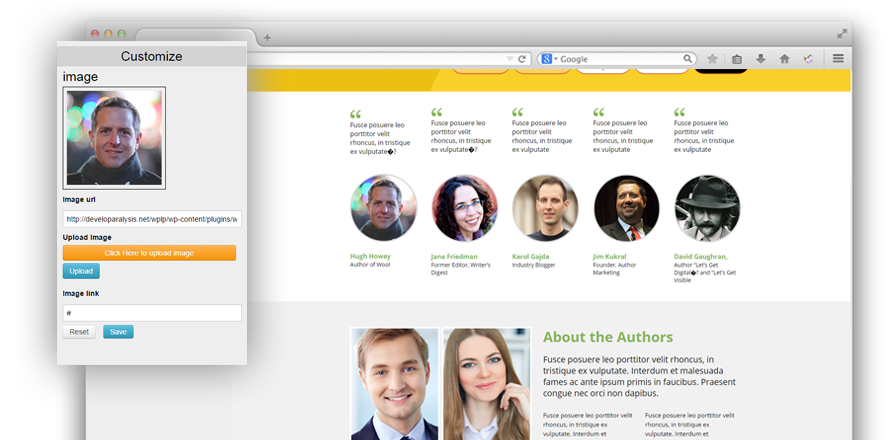 Customize
image
Image url
http://developaralysis.net/wplp/wp-content/plugins/w
Upload Image
Click Here to upload image
Upload
Image link
#
Reset
Save
Google
Fusce posuere leo
porttitor velit
rhoncus, in tristique
ex vulputate�?
Fusce posuere leo
porttitor velit
rhoncus, in tristique
ex vulputate�?
Fusce posuere leo
porttitor velit
rhoncus, in tristique
ex vulputate
Fusce posuere leo
porttitor velit
rhoncus, in tristique
ex vulputate
Fusce posuere leo
porttitor velit
rhoncus, in tristique
ex vulputate
Hugh Howey
Author of Wool
Jane Friedman
Former Editor, Writer's
Digest
Karol Gajda
Industry Blogger
Jim Kukral
Founder, Author
Marketing
David Gaughran,
Author "Let's Get
Digital�? and "Let's Get
Visible
About the Authors
Fusce posuere leo porttitor velit rhoncus, in
tristique ex vulputate. Interdum et malesuada
fames ac ante ipsum primis in faucibus. Praesent
congue nec orci non dapibus.
Fusce posuere leo porttitor velit
rhoncus, in tristique ex
vulputate. Interdum et
Fusce posuere leo porttitor velit
rhoncus, in tristique ex
vulputate. Interdum et